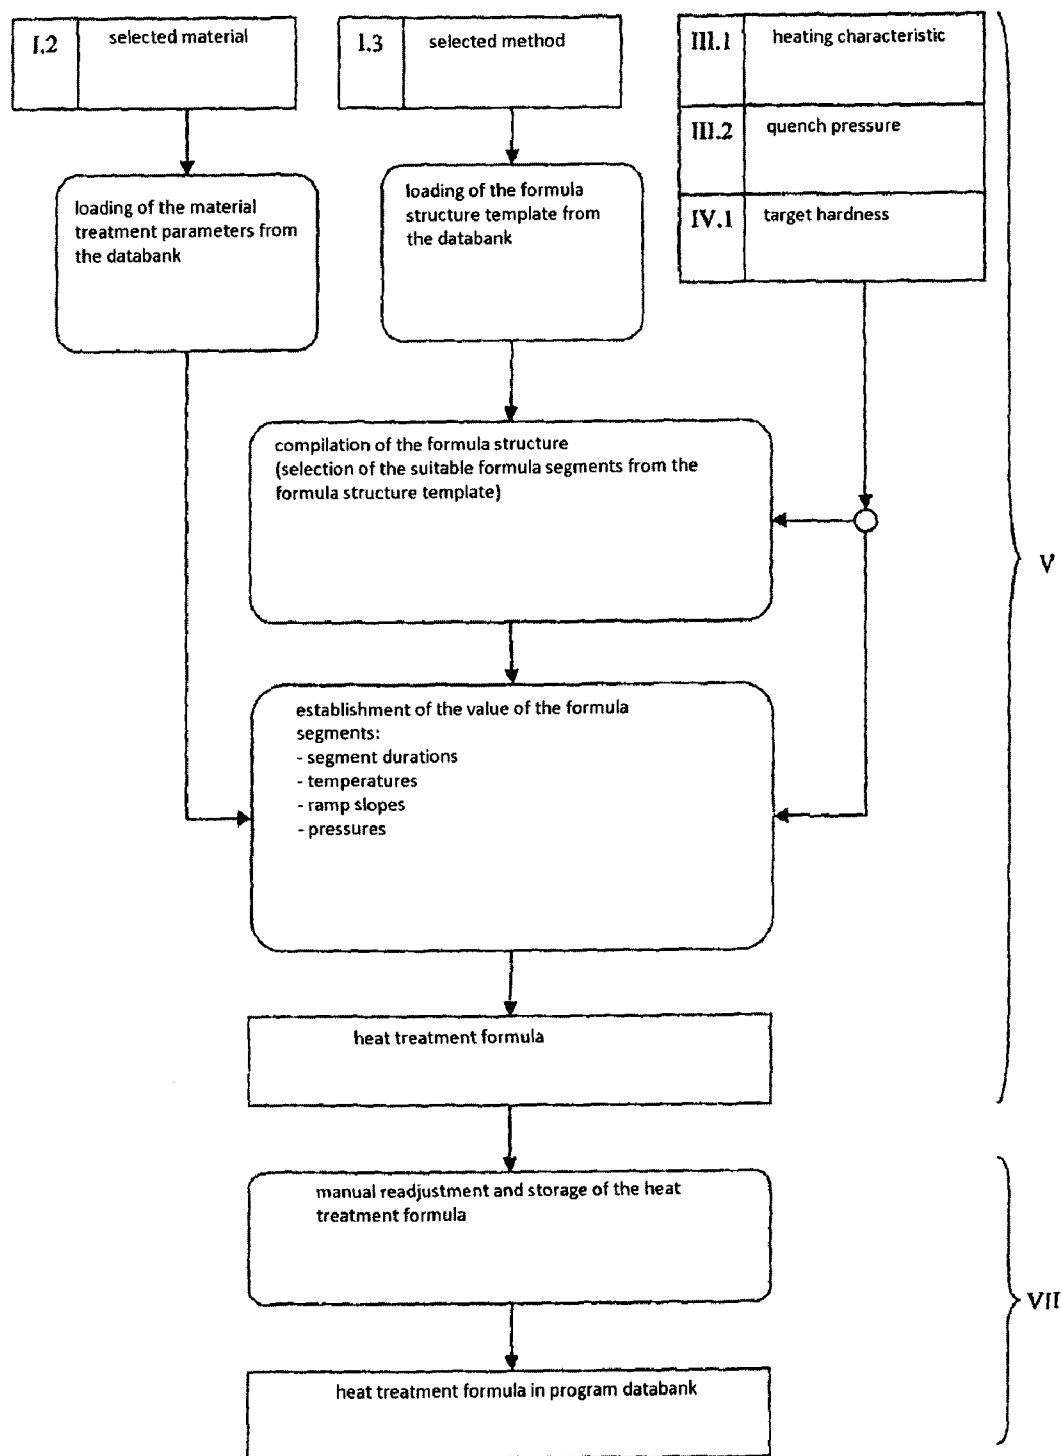 I.2
selected material
I.3
selected method
III.1
heating characteristic
III.2
quench pressure
IV.1
target hardness
loading of the material
treatment parameters from
the databank
loading of the formula
structure template from
the databank
compilation of the formula structure
(selection of the suitable formula segments from the
formula structure template)
V
establishment of the value of the formula
segments:
- segment durations
- temperatures
- ramp slopes
- pressures
heat treatment formula
manual readjustment and storage of the heat
treatment formula
VII
heat treatment formula in program databank